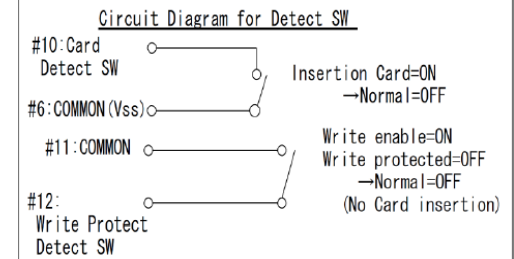 Circuit Diagram for Detect SW
#10:Card
Detect SW
Insertion Card=ON
→Normal=OFF
#6:COMMON(Vss)
#11:COMMON
Write enable=ON
Write protected=OFF
→Normal=OFF
(No Card insertion)
#12:
Write Protect
Detect SW